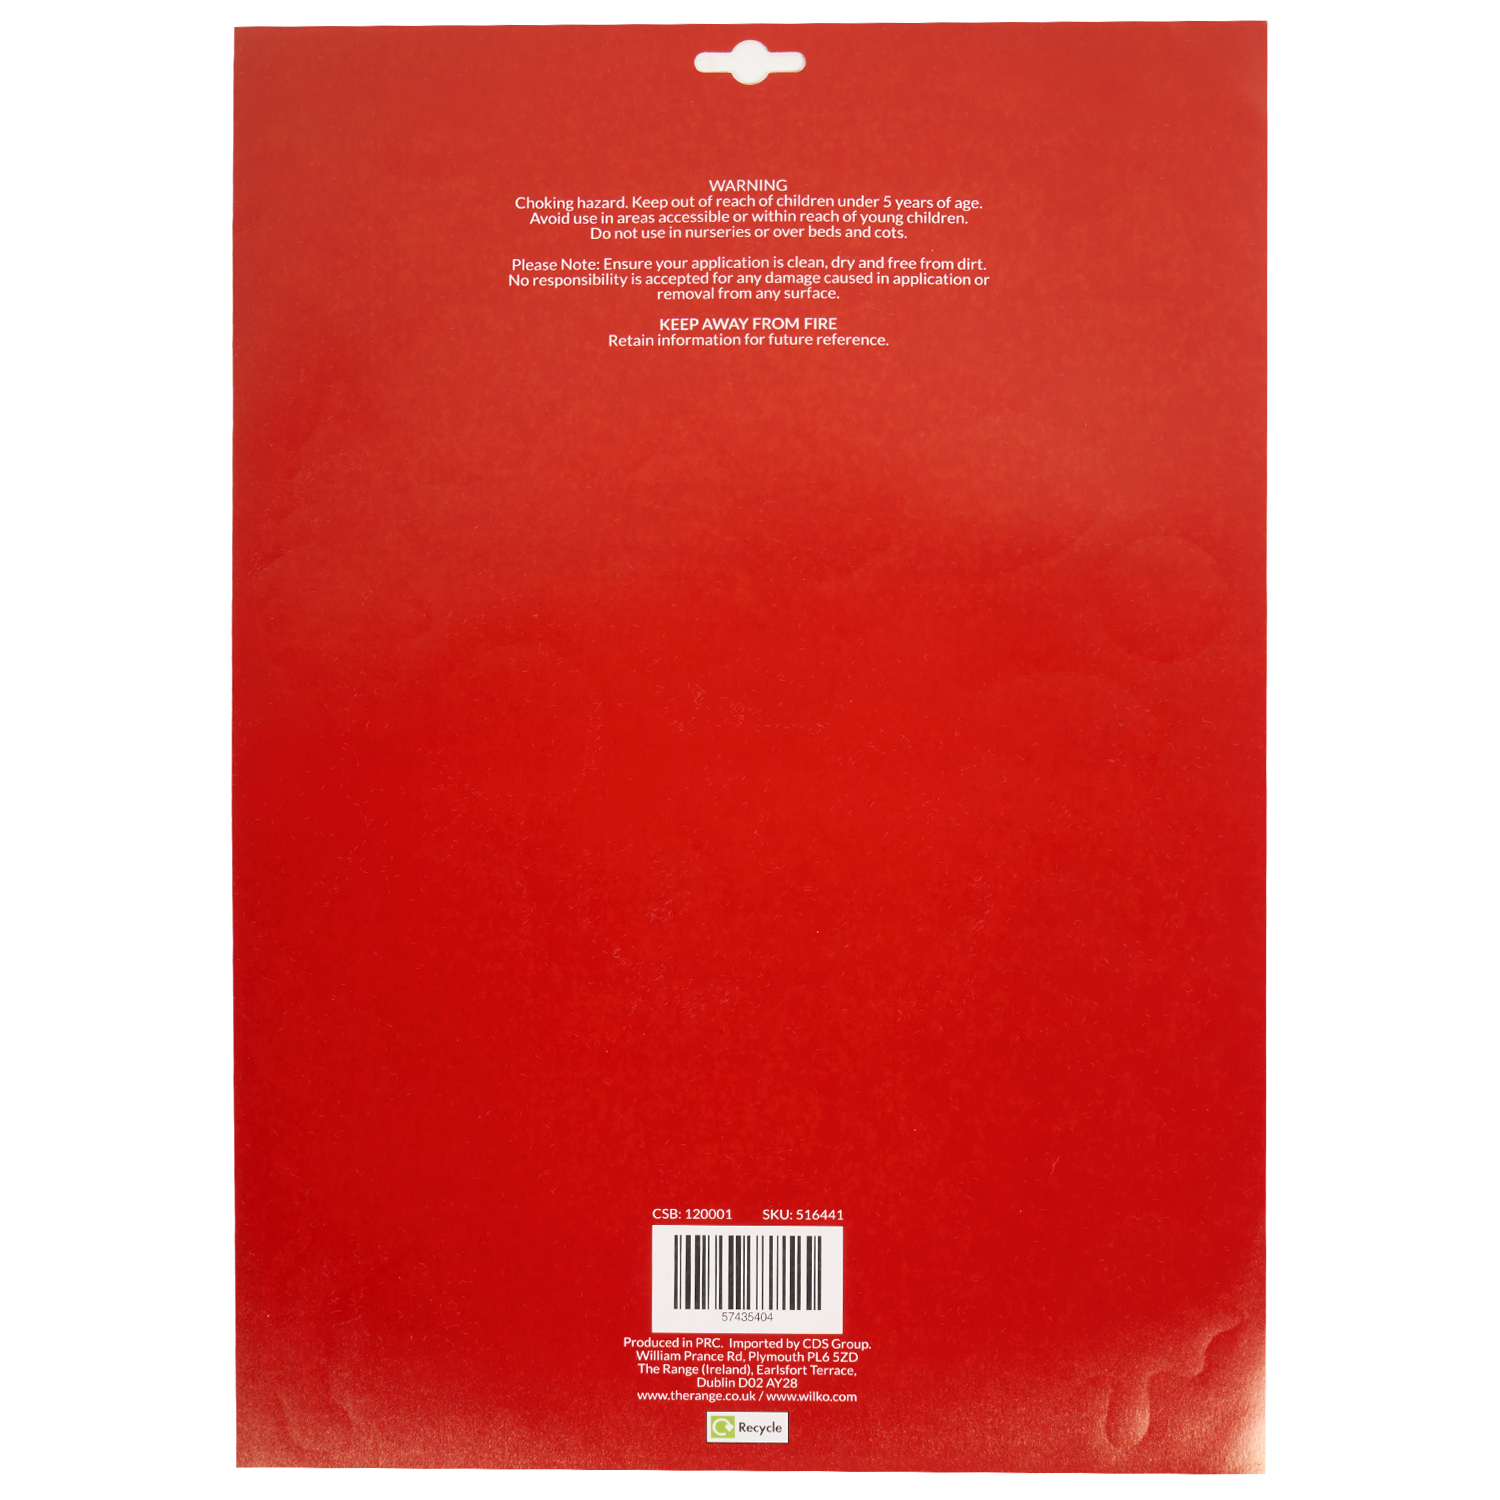 WARNING
Choking hazard. Keep out of reach of children under 5 years of age.
Avoid use in areas accessible or within reach of young children.
Do not use in nurseries or over beds and cots.
Please Note: Ensure your application is clean, dry and free from dirt.
No responsibility is accepted for any damage caused in application or
removal from any surface.
KEEP AWAY FROM FIRE
Retain information for future reference.
CSB: 120001 SKU: 516441
57435404
Produced in PRC. Imported by CDS Group.
William Prance Rd, Plymouth PL6 5ZD
The Range (Ireland), Earlsfort Terrace,
Dublin D02 AY28
www.therange.co.uk / www.wilko.com
Recycle